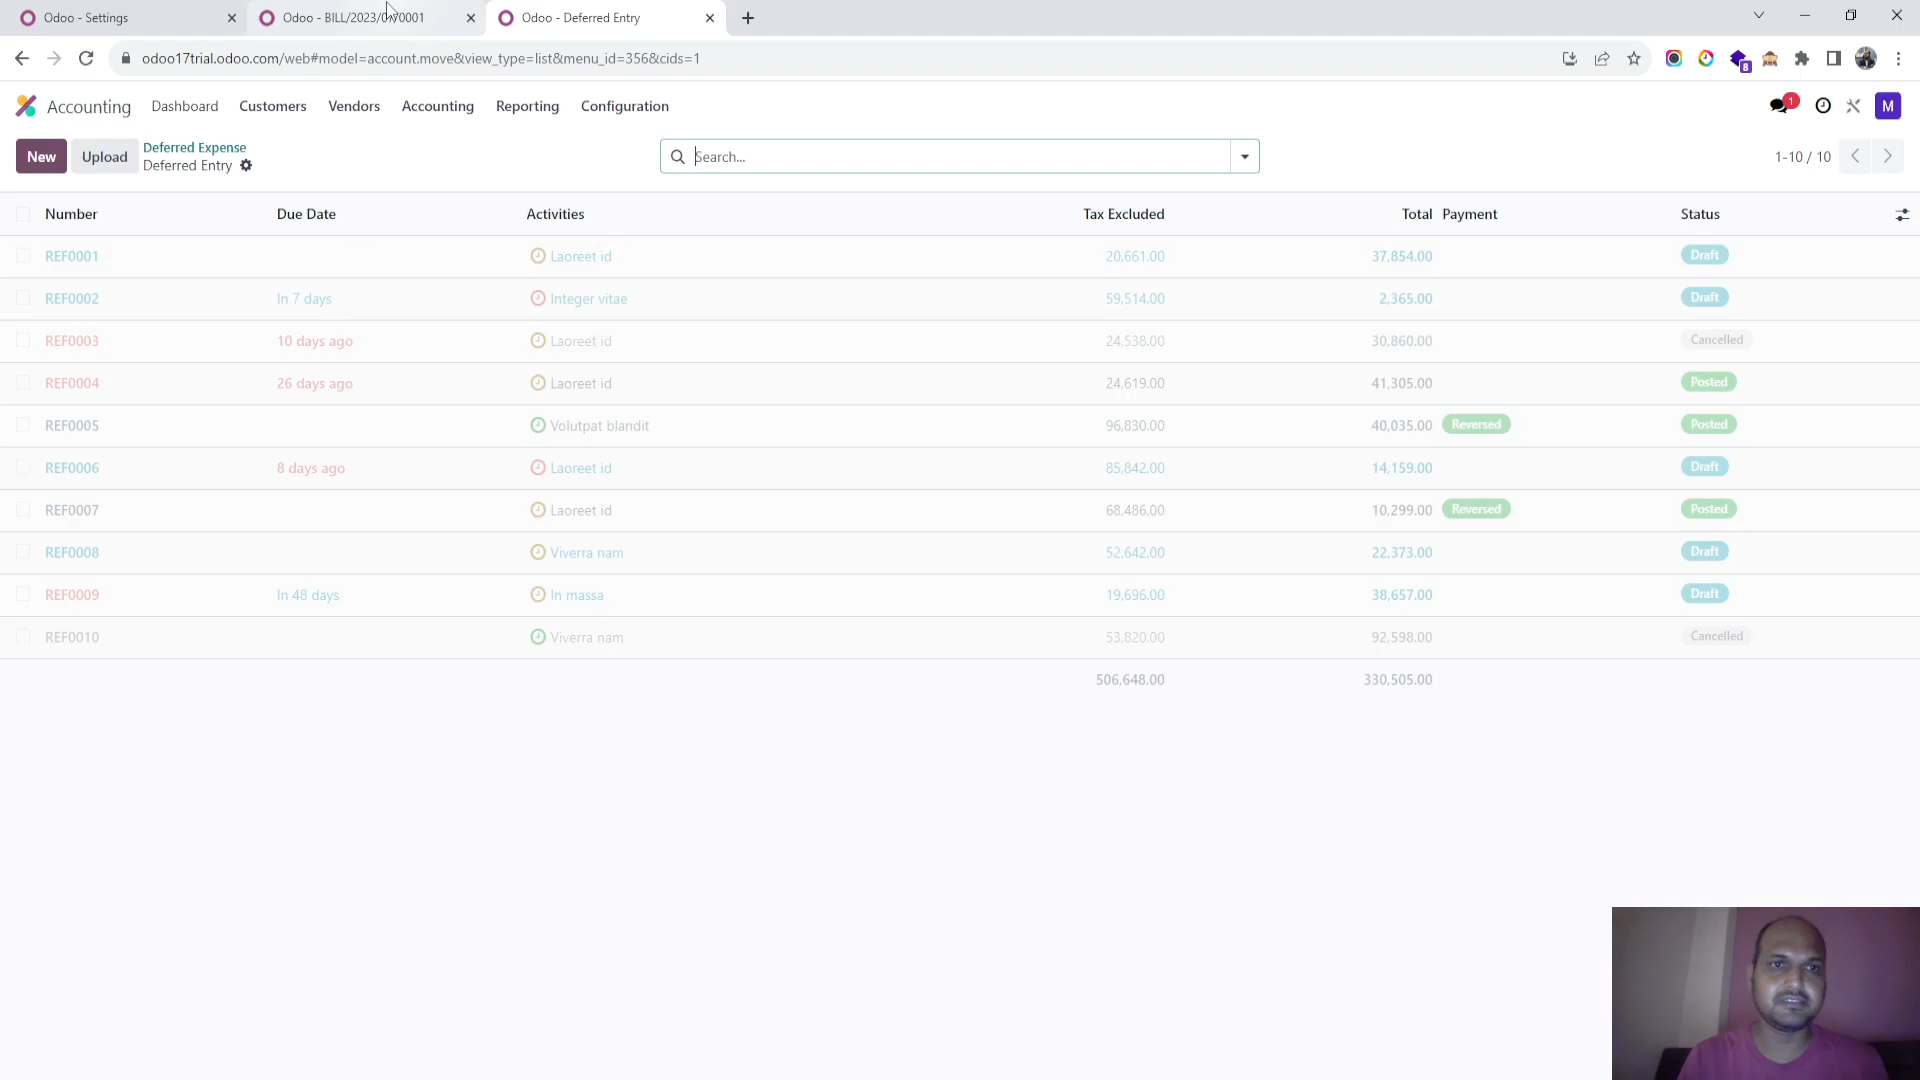 Odoo - Settings
Odoo - BILL/2023/07/0001
Odoo - Deferred Entry
odoo17trial.odoo.com/web#model=account.move&view_type=list&menu_id=356&cids=1
8
Accounting Dashboard Customers Vendors Accounting Reporting Configuration
1
M
New Upload
Deferred Expense
Deferred Entry
Search...
1-10 / 10
Number Due Date Activities Tax Excluded Total Payment Status
REF0001 Laoreet id 20,661.00 37,854.00 Draft
REF0002 In 7 days Integer vitae 59,514.00 2,365.00 Draft
REF0003 10 days ago Laoreet id 24,538.00 30,860.00 Cancelled
REF0004 26 days ago Laoreet id 24,619.00 41,305.00 Posted
REF0005 Volutpat blandit 96,830.00 40,035.00 Reversed Posted
REF0006 8 days ago Laoreet id 85,842.00 14,159.00 Draft
REF0007 Laoreet id 68,486.00 10,299.00 Reversed Posted
REF0008 Viverra nam 52,642.00 22,373.00 Draft
REF0009 In 48 days In massa 19,696.00 38,657.00 Draft
REF0010 Viverra nam 53,820.00 92,598.00 Cancelled
506,648.00 330,505.00